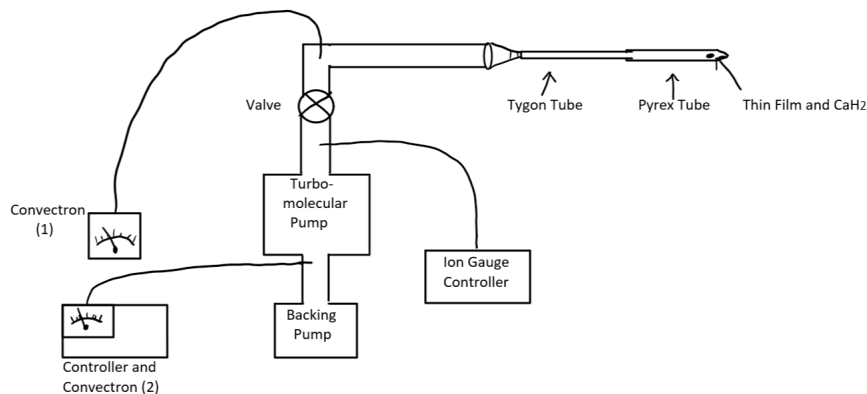 Valve
Tygon Tube
Pyrex Tube
Thin Film and CaH2
Turbo-
molecular
Pump
Convectron
(1)
Ion Gauge
Controller
Backing
Pump
Controller and
Convectron (2)